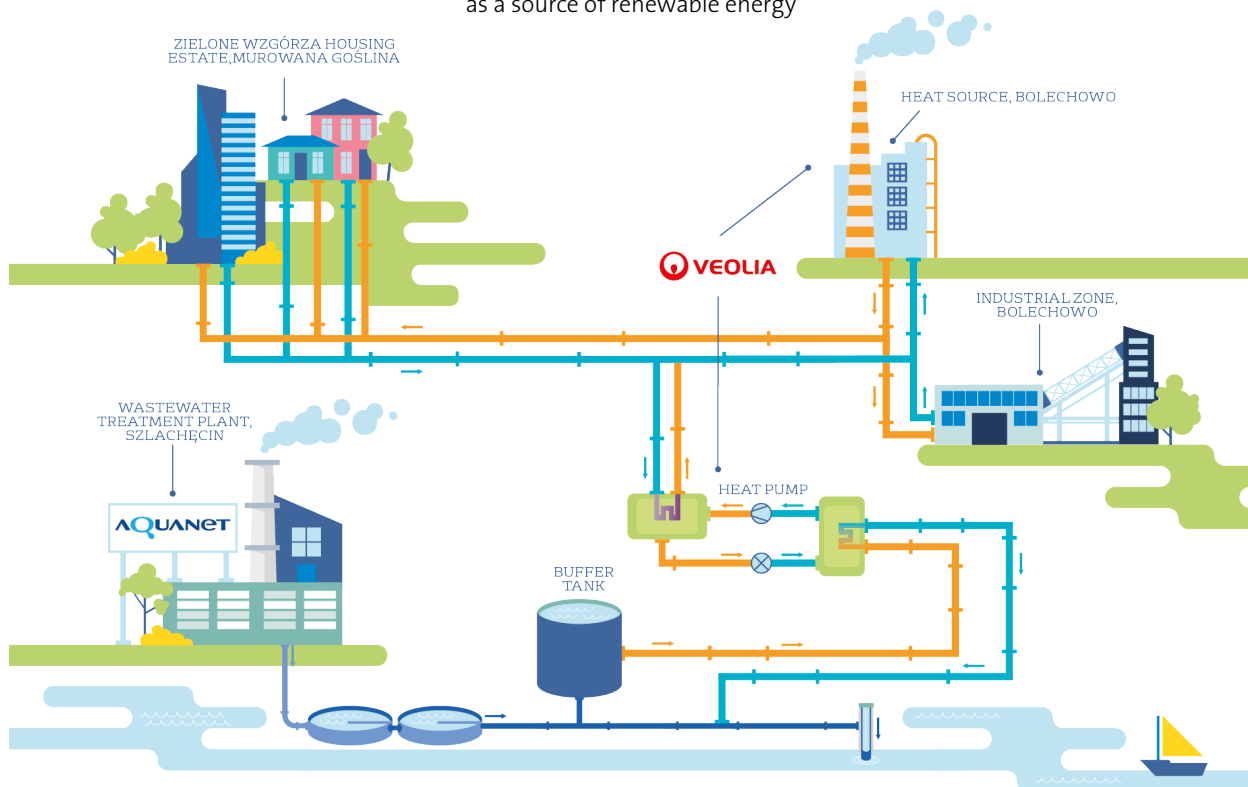 as a source of renewable energy
ZIELONE WZGÓRZA HOUSING
ESTATE,MUROWANA GOŚLINA
HEAT SOURCE, BOLECHOWO
VEOLIA
INDUSTRIAL ZONE,
BOLECHOWO
WASTEWATER
TREATMENT PLANT,
SZLACHĘCIN
AQUANET
HEAT PUMP
BUFFER
TANK